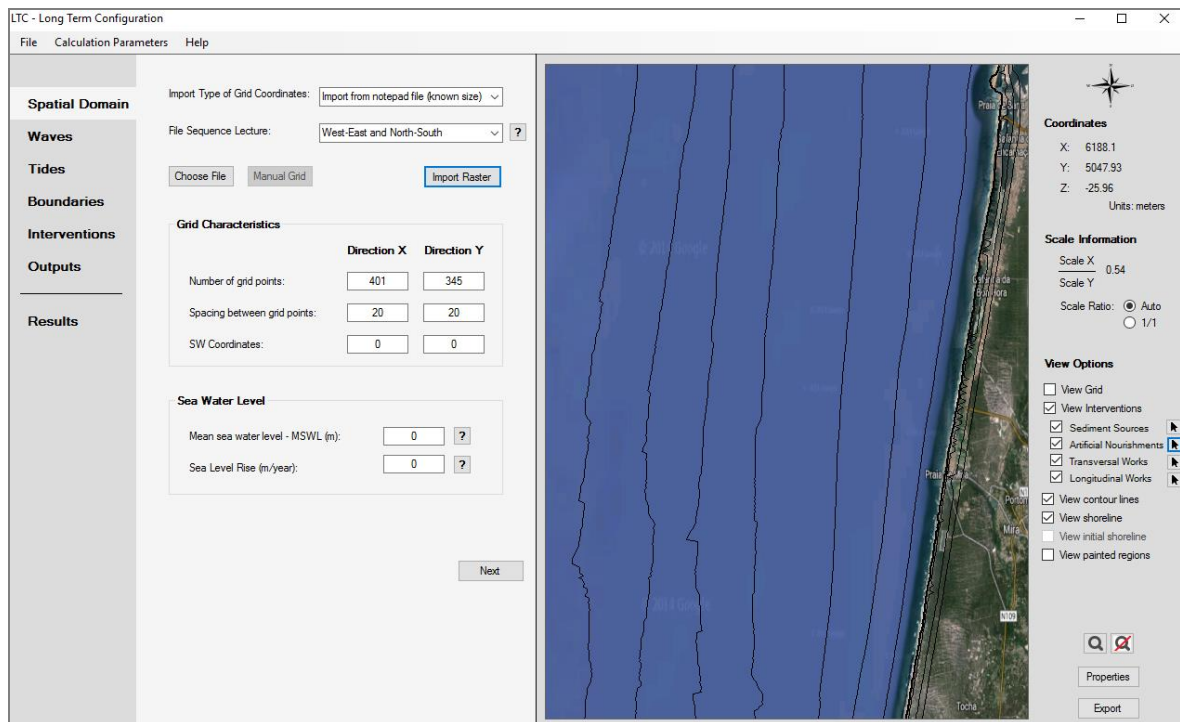 LTC - Long Term Configuration
File Calculation Parameters Help
Spatial Domain
Waves
Tides
Boundaries
Interventions
Outputs
Results
Import Type of Grid Coordinates: Import from notepad file (known size)
File Sequence Lecture: West-East and North-South ?
Choose File Manual Grid Import Raster
Grid Characteristics
Direction X Direction Y
Number of grid points: 401 345
Spacing between grid points: 20 20
SW Coordinates: 0 0
Sea Water Level
Mean sea water level - MSWL (m): 0 ?
Sea Level Rise (m/year): 0 ?
Next
Mira
N109
Tocha
Coordinates
X: 6188.1
Y: 5047.93
Z: -25.96
Units: meters
Scale Information
Scale X
Scale Y
0.54
Scale Ratio: Auto
1/1
View Options
View Grid
View Interventions
Sediment Sources
Artificial Nourishments
Transversal Works
Longitudinal Works
View contour lines
View shoreline
View initial shoreline
View painted regions
Properties
Export